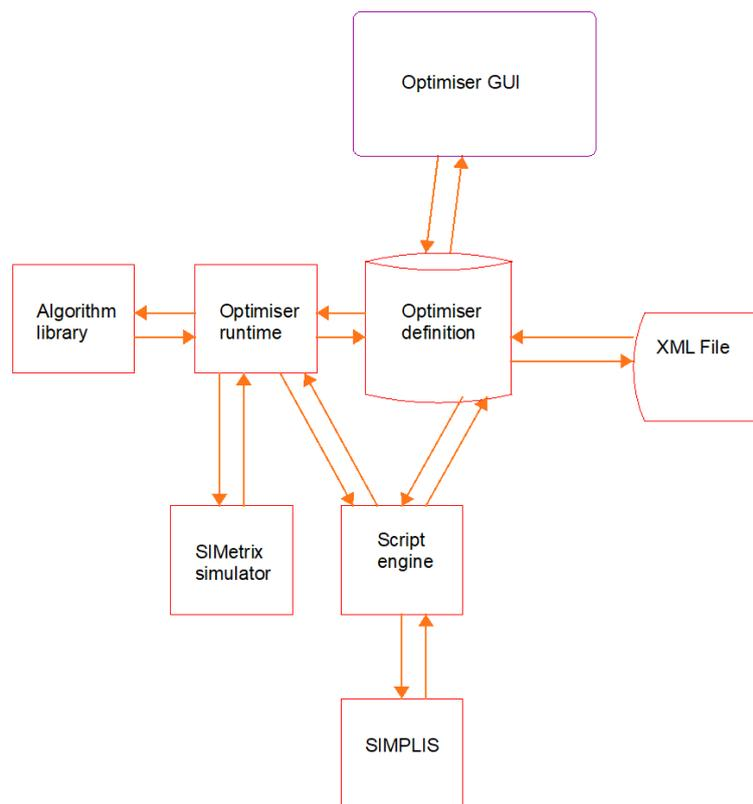 Optimiser GUI
Algorithm
library
Optimiser
runtime
Optimiser
definition
XML File
SIMetrix
simulator
Script
engine
SIMPLIS